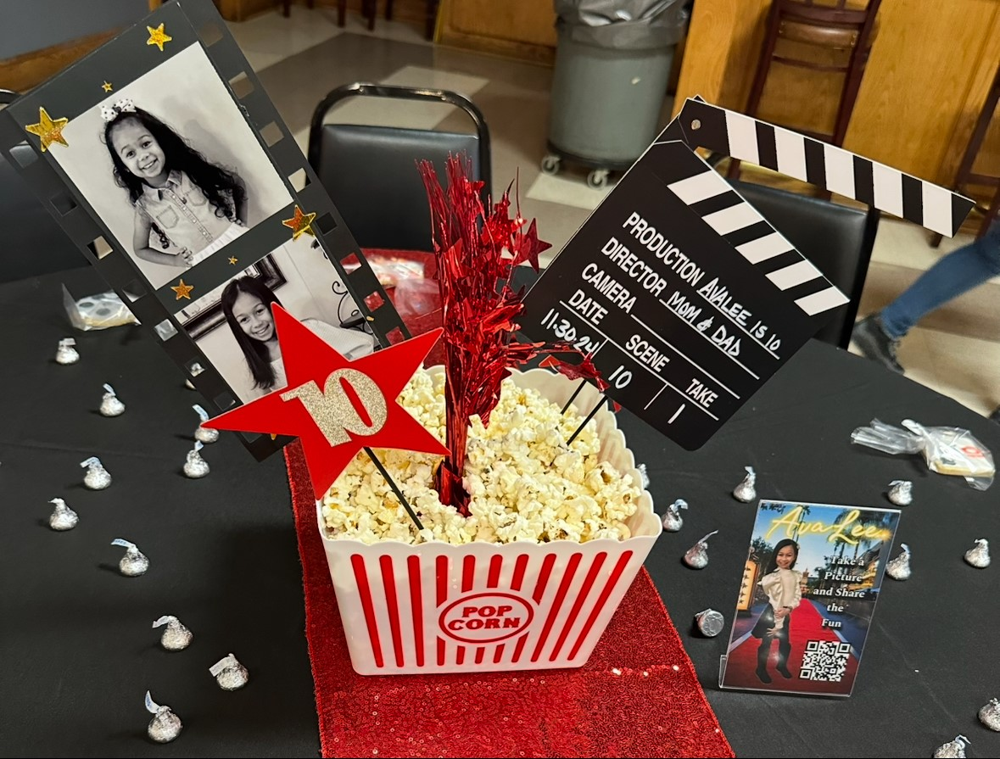 10
PRODUCTION AVALEE IS 10
DIRECTOR MOM & DAD
CAMERA
DATE SCENE TAKE
11.30.24 10 1
POP
CORN
AvaLee
Take a
Picture
and Share
the
Fun